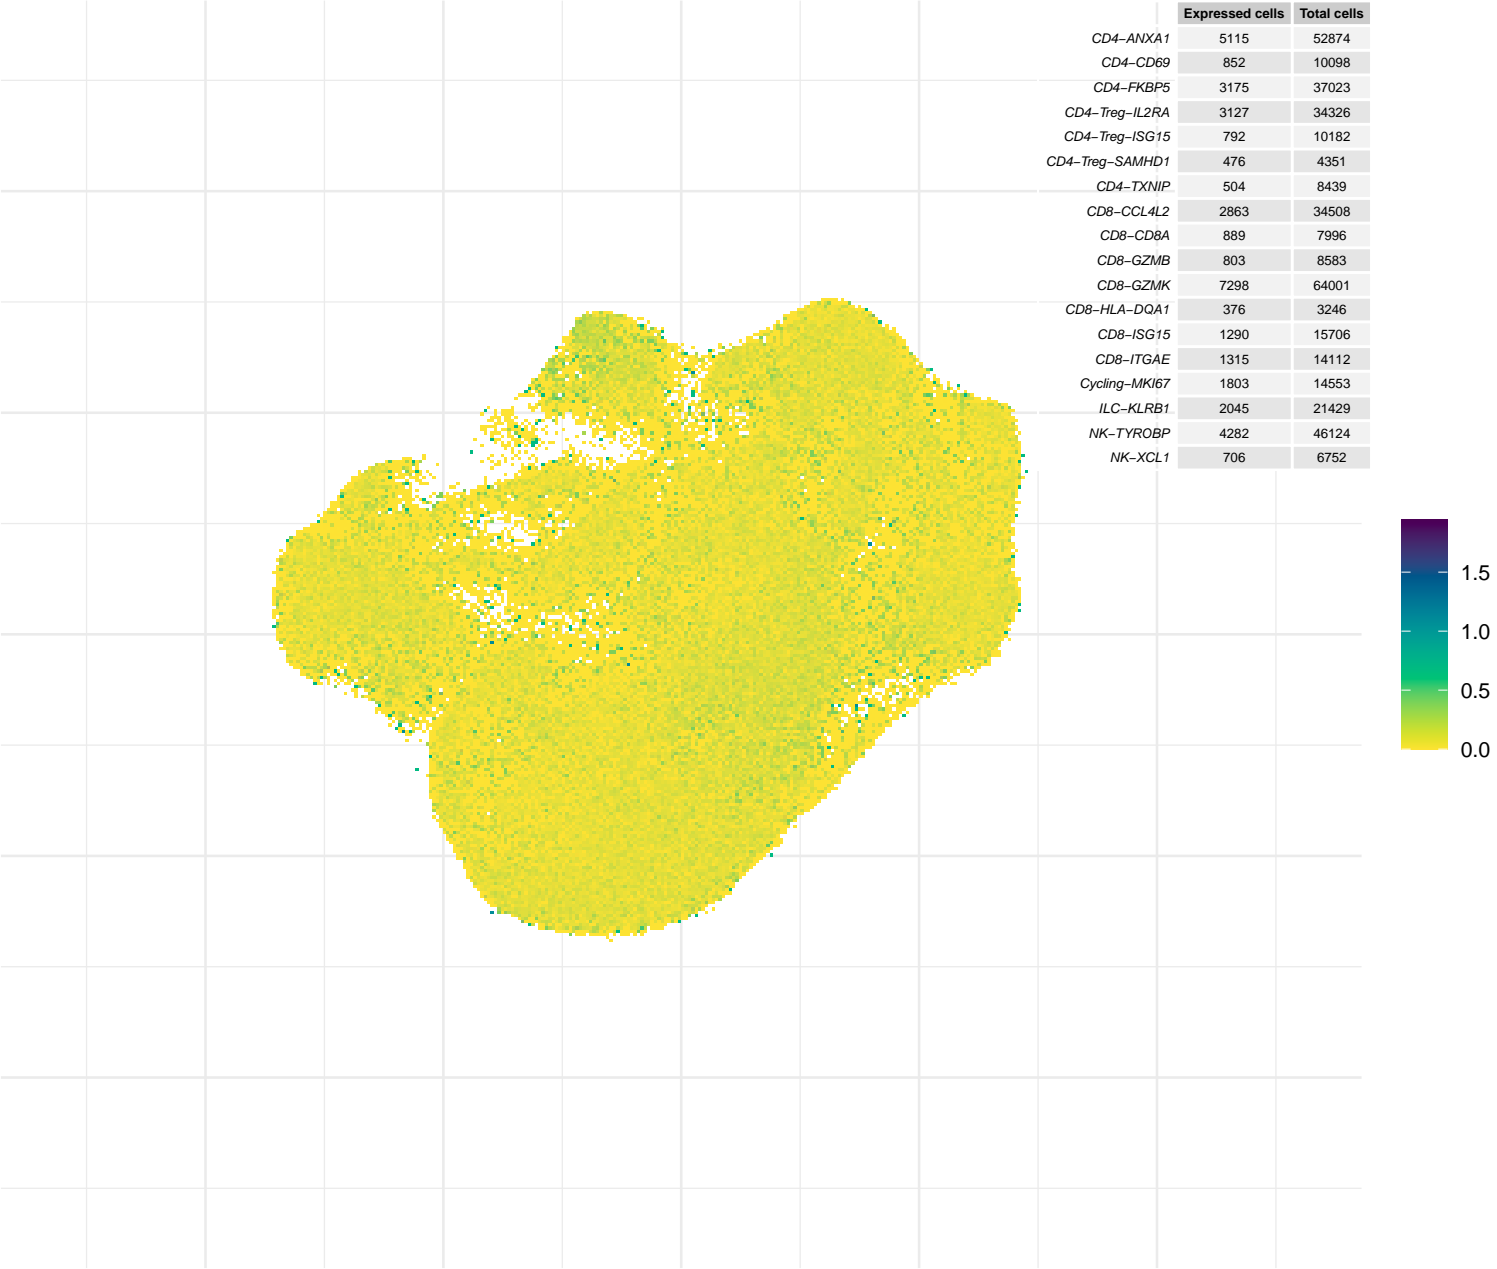 Expressed cells Total cells
CD4−ANXA1 5115 52874
CD4−CD69 852 10098
CD4−FKBP5 3175 37023
CD4−Treg−IL2RA 3127 34326
CD4−Treg−ISG15 792 10182
CD4−Treg−SAMHD1 476 4351
CD4−TXNIP 504 8439
CD8−CCL4L2 2863 34508
CD8−CD8A 889 7996
CD8−GZMB 803 8583
CD8−GZMK 7298 64001
CD8−HLA−DQA1 376 3246
CD8−ISG15 1290 15706
CD8−ITGAE 1315 14112
Cycling−MKI67 1803 14553
ILC−KLRB1 2045 21429
NK−TYROBP 4282 46124
NK−XCL1 706 6752
1.5
1.0
0.5
0.0